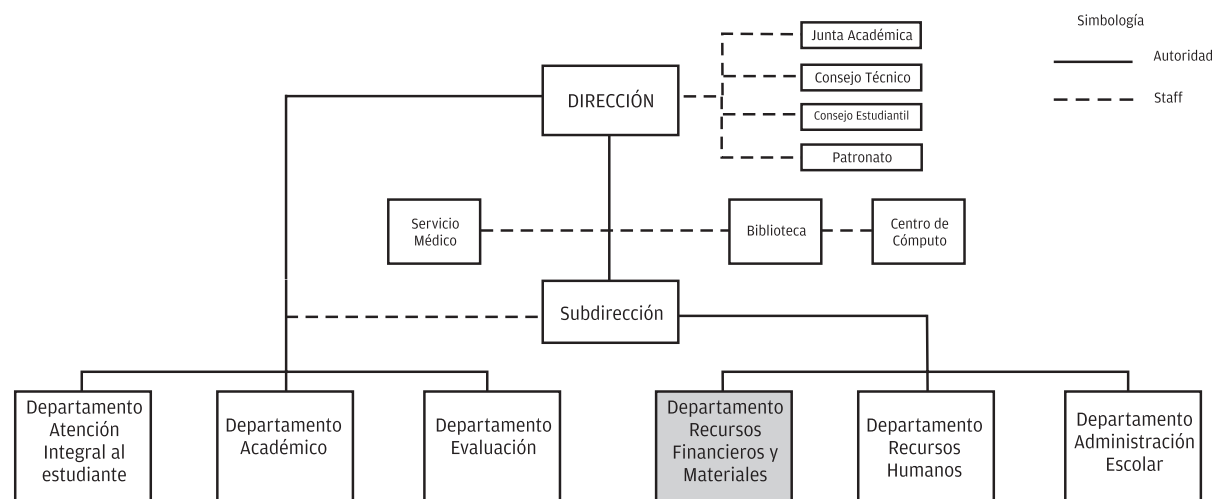 Simbología
Autoridad
Staff
Junta Académica
Consejo Técnico
Consejo Estudiantil
Patronato
DIRECCIÓN
Servicio
Médico
Biblioteca
Centro de
Cómputo
Subdirección
Departamento
Atención
Integral al
estudiante
Departamento
Académico
Departamento
Evaluación
Departamento
Recursos
Financieros y
Materiales
Departamento
Recursos
Humanos
Departamento
Administración
Escolar